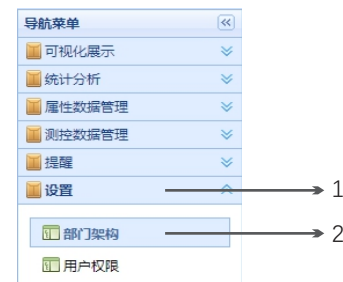 导航菜单
可视化展示
统计分析
属性数据管理
测控数据管理
提醒
设置 1
部门架构 2
用户权限